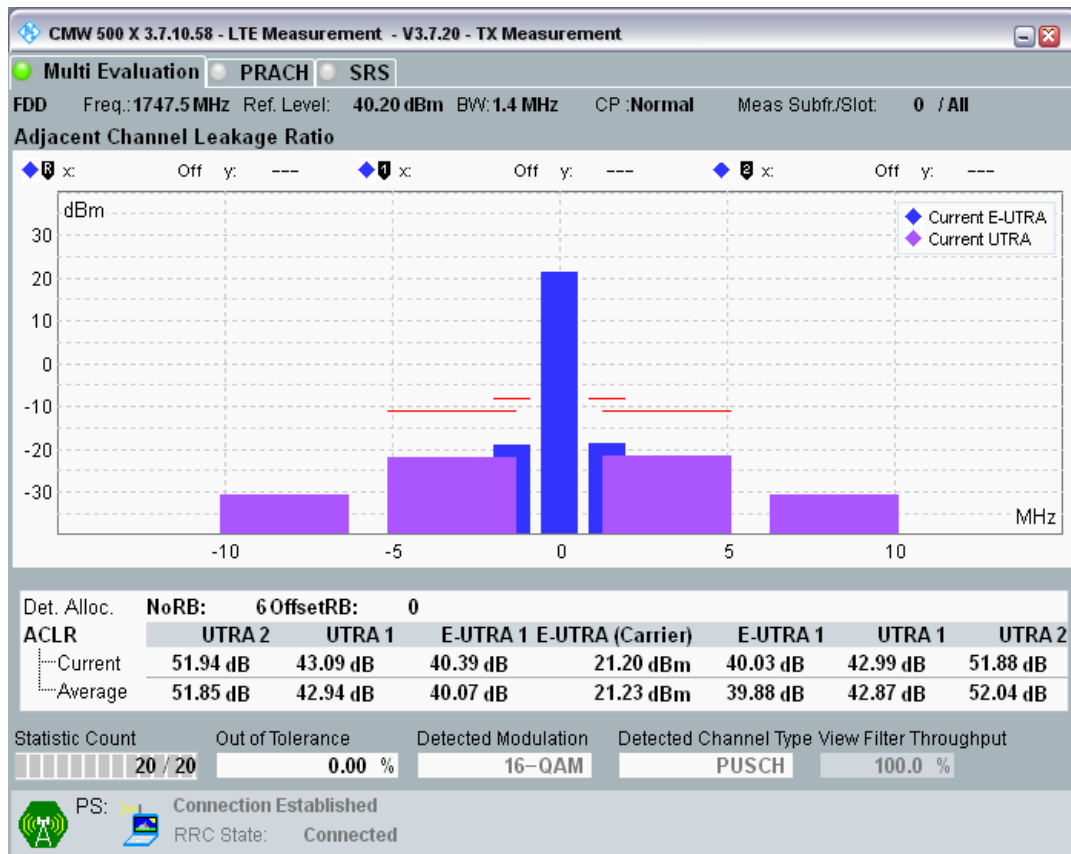 CMW 500 X 3.7.10.58 - LTE Measurement - V3.7.20 - TX Measurement
Multi Evaluation PRACH SRS
FDD Freq.: 1747.5 MHz Ref. Level: 40.20 dBm BW: 1.4 MHz CP :Normal Meas Subfr./Slot: 0 / All
Adjacent Channel Leakage Ratio
R x: Off y: --- 1 x: Off y: --- 2 x: Off y: ---
dBm
Current E-UTRA
Current UTRA
30
20
10
0
-10
-20
-30
MHz
-10 -5 0 5 10
Det. Alloc. NoRB: 6 OffsetRB: 0
ACLR UTRA 2 UTRA 1 E-UTRA 1 E-UTRA (Carrier) E-UTRA 1 UTRA 1 UTRA 2
Current 51.94 dB 43.09 dB 40.39 dB 21.20 dBm 40.03 dB 42.99 dB 51.88 dB
Average 51.85 dB 42.94 dB 40.07 dB 21.23 dBm 39.88 dB 42.87 dB 52.04 dB
Statistic Count Out of Tolerance Detected Modulation Detected Channel Type View Filter Throughput
20 / 20 0.00 % 16-QAM PUSCH 100.0 %
PS: Connection Established
RRC State: Connected